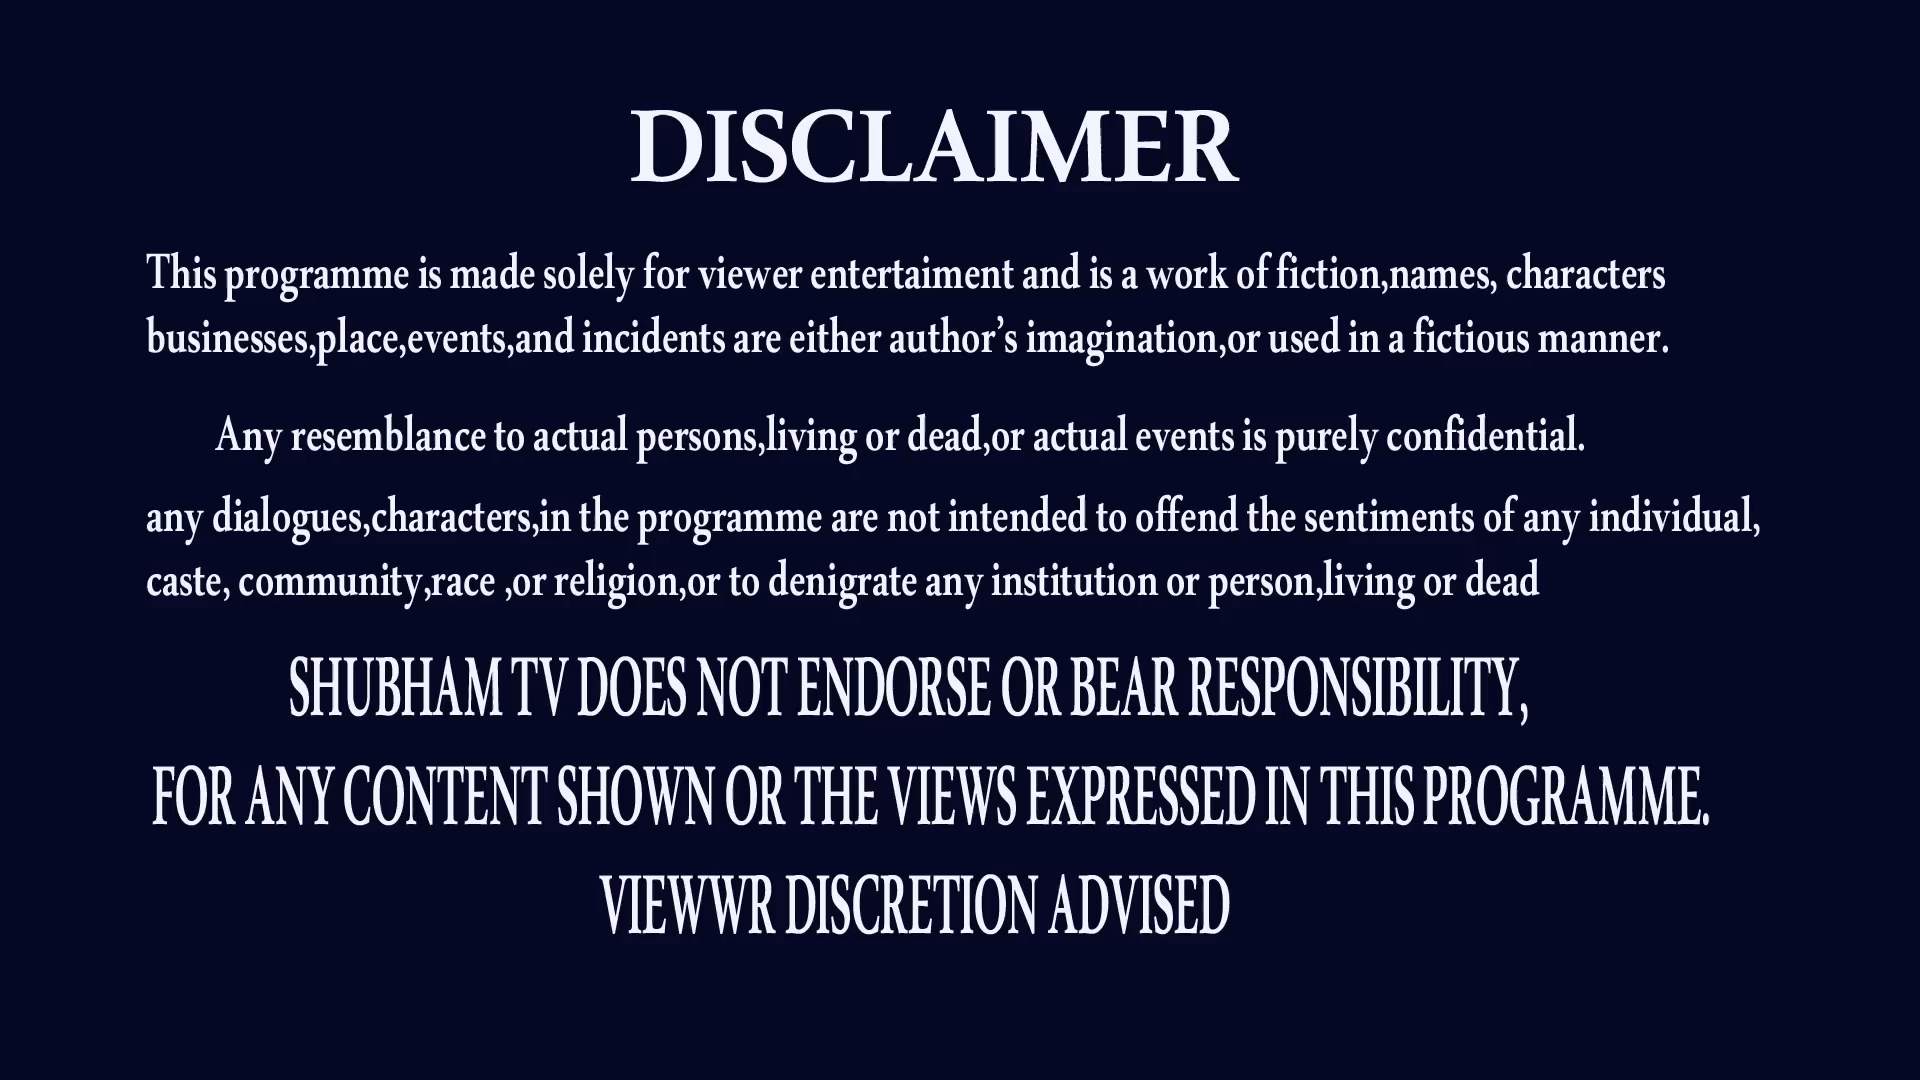 DISCLAIMER
This programme is made solely for viewer entertaiment and is a work of fiction,names, characters
businesses,place,events,and incidents are either author’s imagination,or used in a fictious manner.
Any resemblance to actual persons,living or dead,or actual events is purely confidential.
any dialogues,characters,in the programme are not intended to offend the sentiments of any individual,
caste, community,race ,or religion,or to denigrate any institution or person,living or dead
SHUBHAM TV DOES NOT ENDORSE OR BEAR RESPONSIBILITY,
FOR ANY CONTENT SHOWN OR THE VIEWS EXPRESSED IN THIS PROGRAMME.
VIEWWR DISCRETION ADVISED